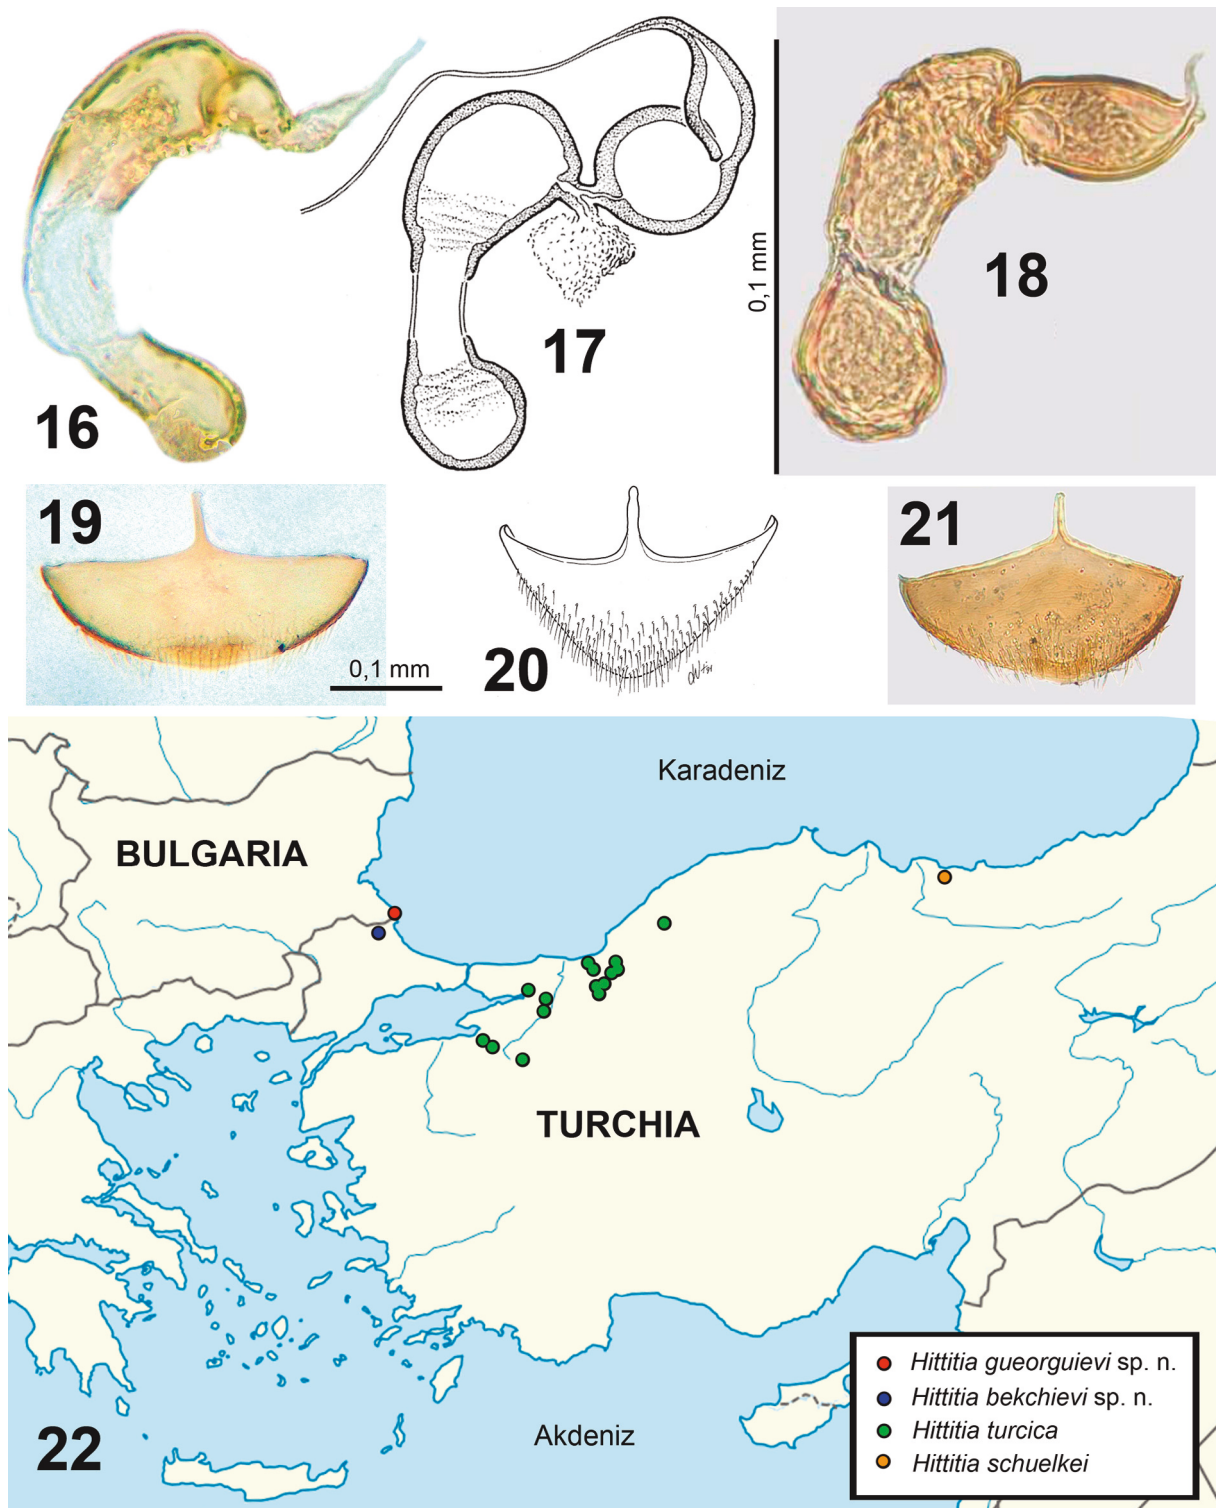 16
17
0,1 mm
18
19
0,1 mm
20
21
Karadeniz
BULGARIA
TURCHIA
Akdeniz
22
Hittitia gueorguievi sp. n.
Hittitia bekchievi sp. n.
Hittitia turcica
Hittitia schuelkei